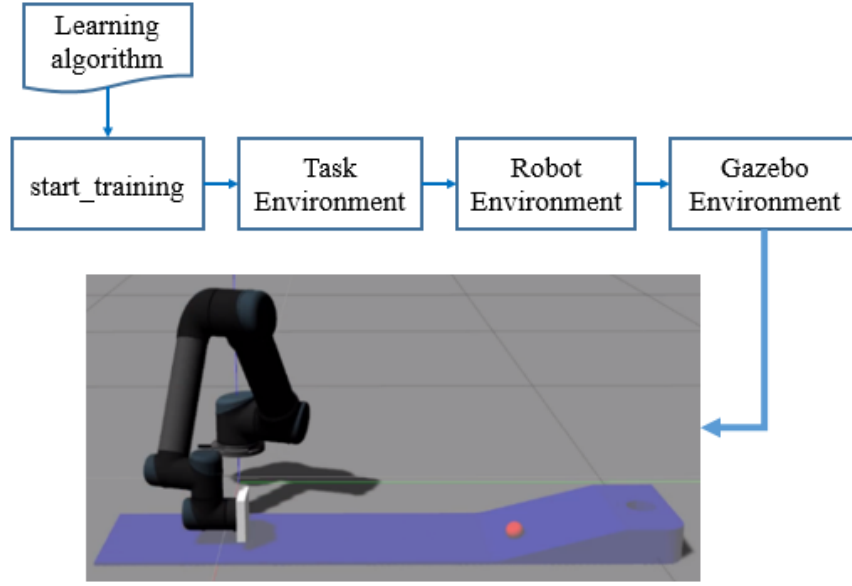 Learning
algorithm
start_training
Task
Environment
Robot
Environment
Gazebo
Environment